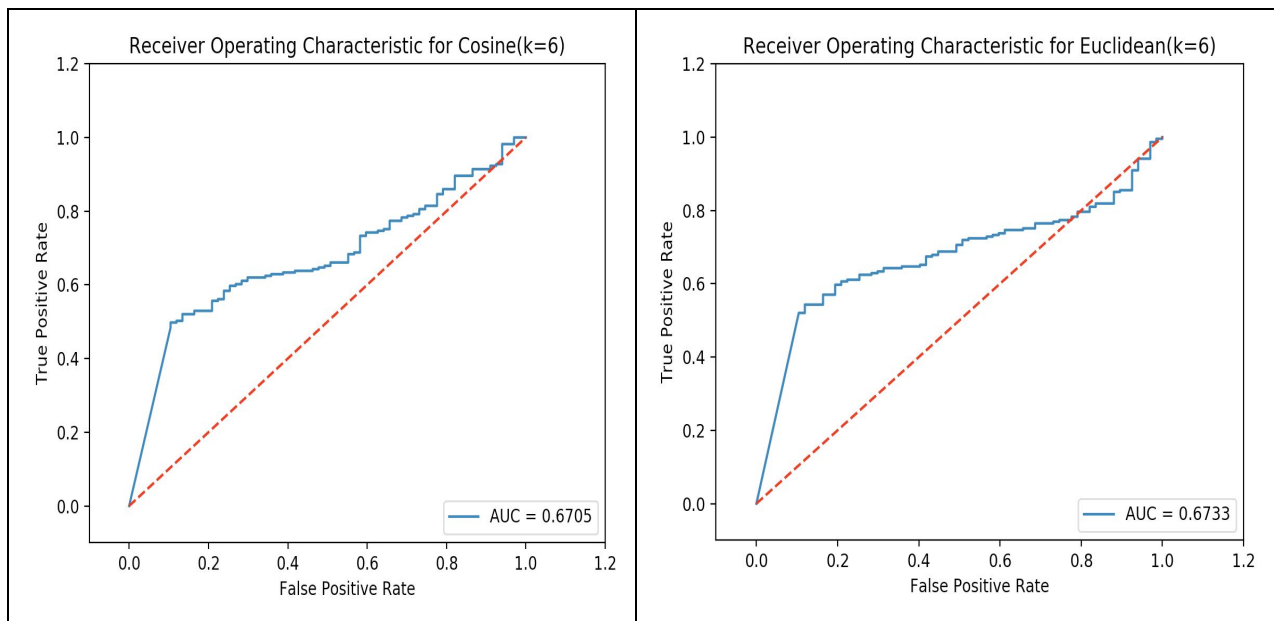 Receiver Operating Characteristic for Cosine(k=6)
1.2
1.0
0.8
0.6
0.4
0.2
0.0
True Positive Rate
AUC = 0.6705
0.0 0.2 0.4 0.6 0.8 1.0 1.2
False Positive Rate
Receiver Operating Characteristic for Euclidean(k=6)
1.2
1.0
0.8
0.6
0.4
0.2
0.0
True Positive Rate
AUC = 0.6733
0.0 0.2 0.4 0.6 0.8 1.0 1.2
False Positive Rate